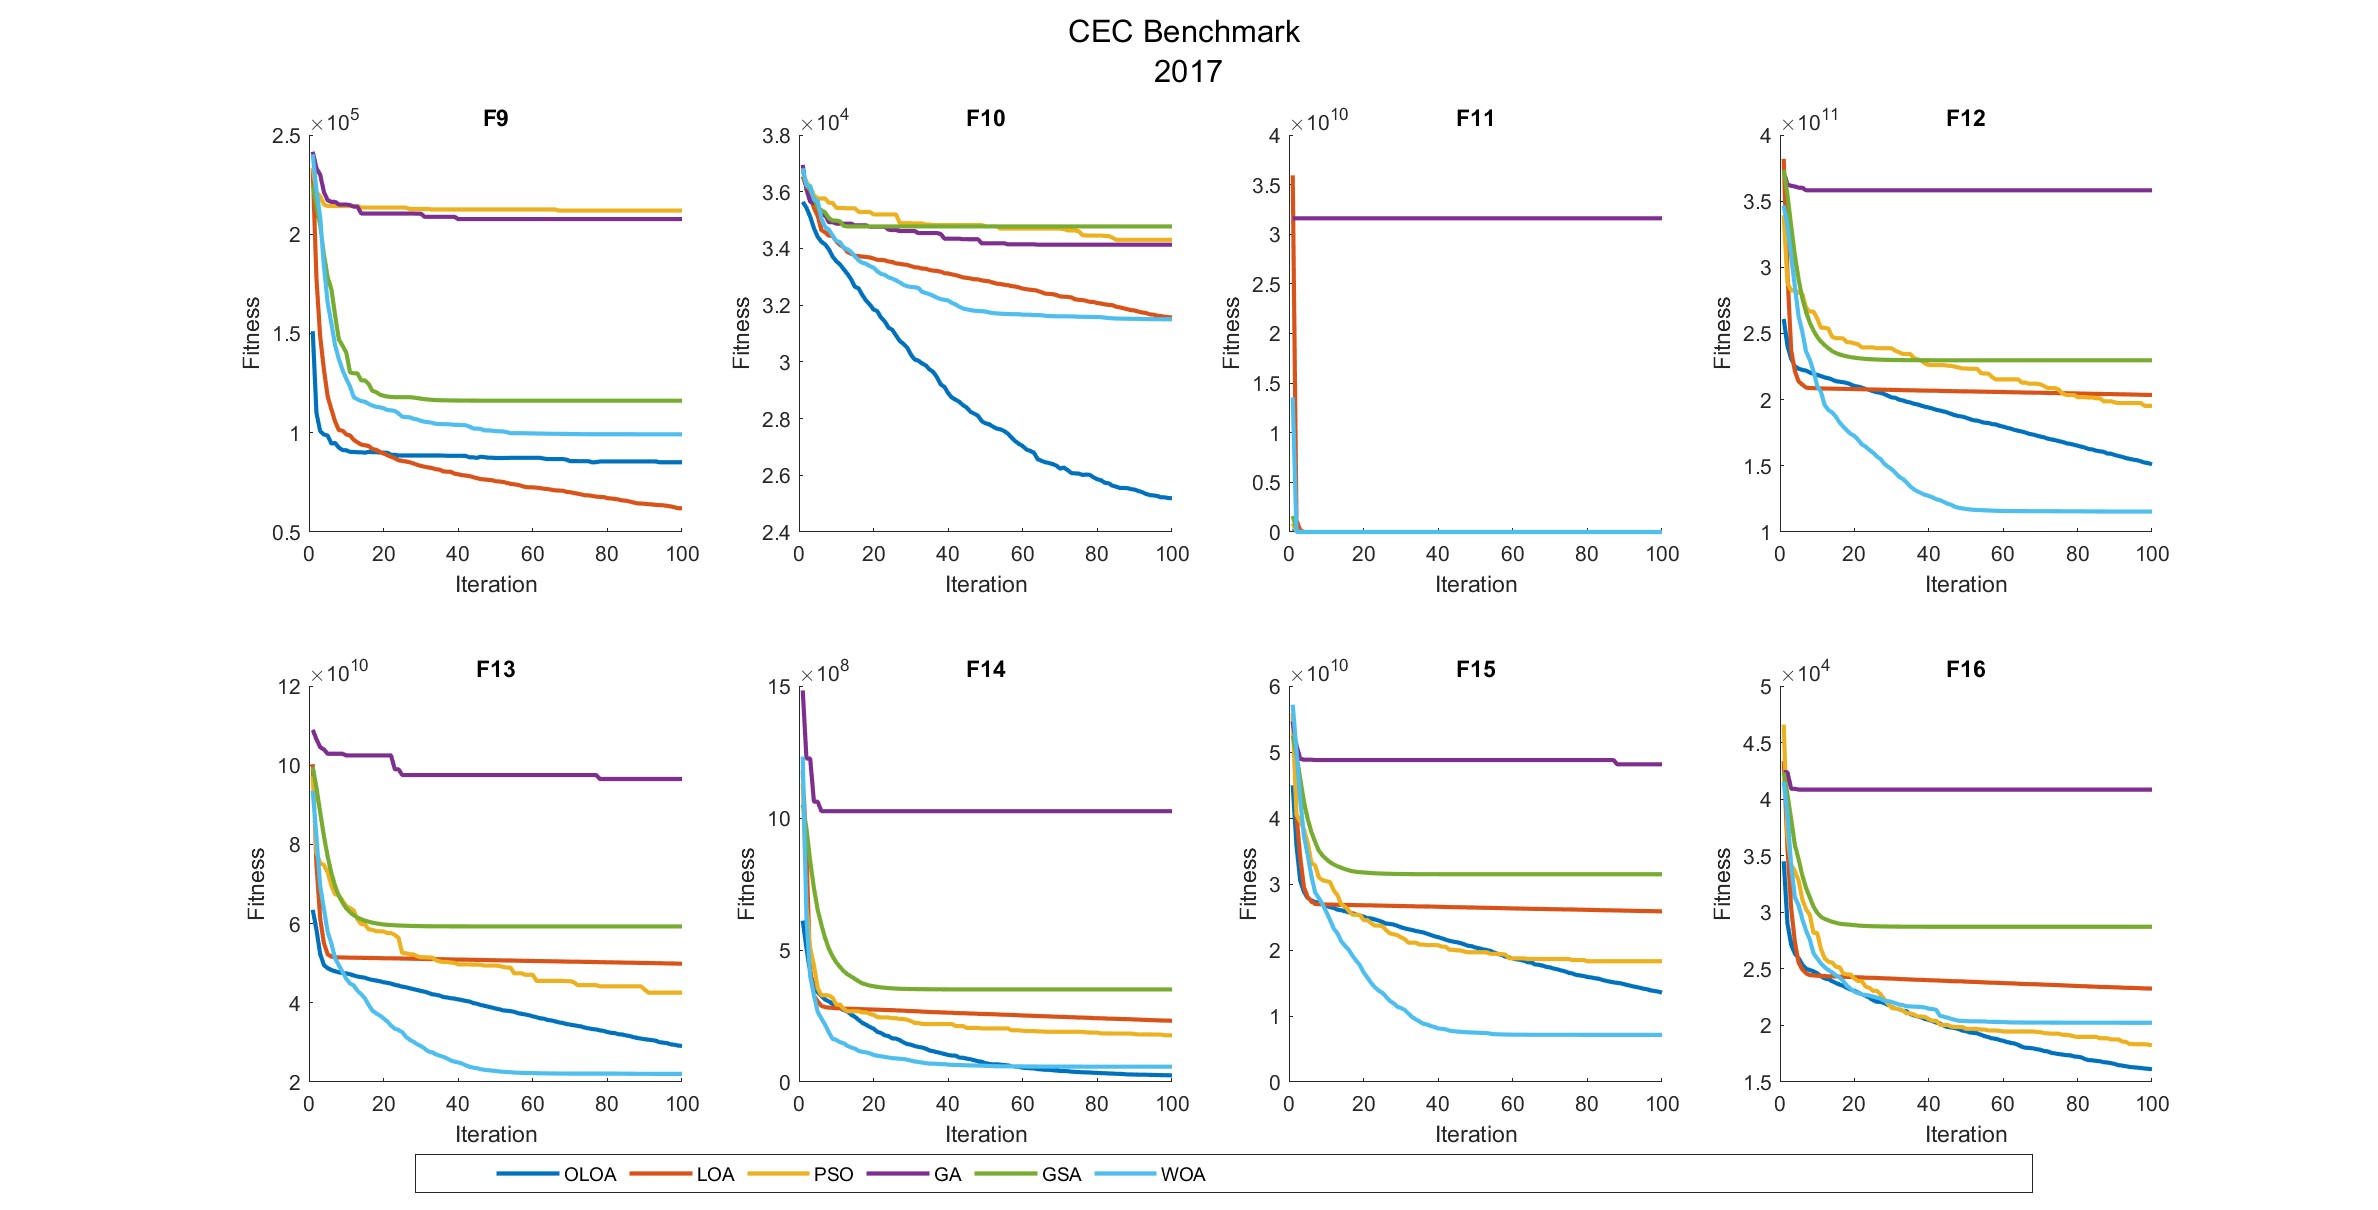 CEC Benchmark
2017
F9
×10^5
2.5
2
1.5
1
0.5
Fitness
0 20 40 60 80 100
Iteration
F10
×10^4
3.8
3.6
3.4
3.2
3
2.8
2.6
2.4
Fitness
0 20 40 60 80 100
Iteration
F11
×10^10
4
3.5
3
2.5
2
1.5
1
0.5
0
Fitness
0 20 40 60 80 100
Iteration
F12
×10^11
4
3.5
3
2.5
2
1.5
1
Fitness
0 20 40 60 80 100
Iteration
F13
×10^10
12
10
8
6
4
2
Fitness
0 20 40 60 80 100
Iteration
F14
×10^8
15
10
5
0
Fitness
0 20 40 60 80 100
Iteration
F15
×10^10
6
5
4
3
2
1
0
Fitness
0 20 40 60 80 100
Iteration
F16
×10^4
5
4.5
4
3.5
3
2.5
2
1.5
Fitness
0 20 40 60 80 100
Iteration
OLOA LOA PSO GA GSA WOA